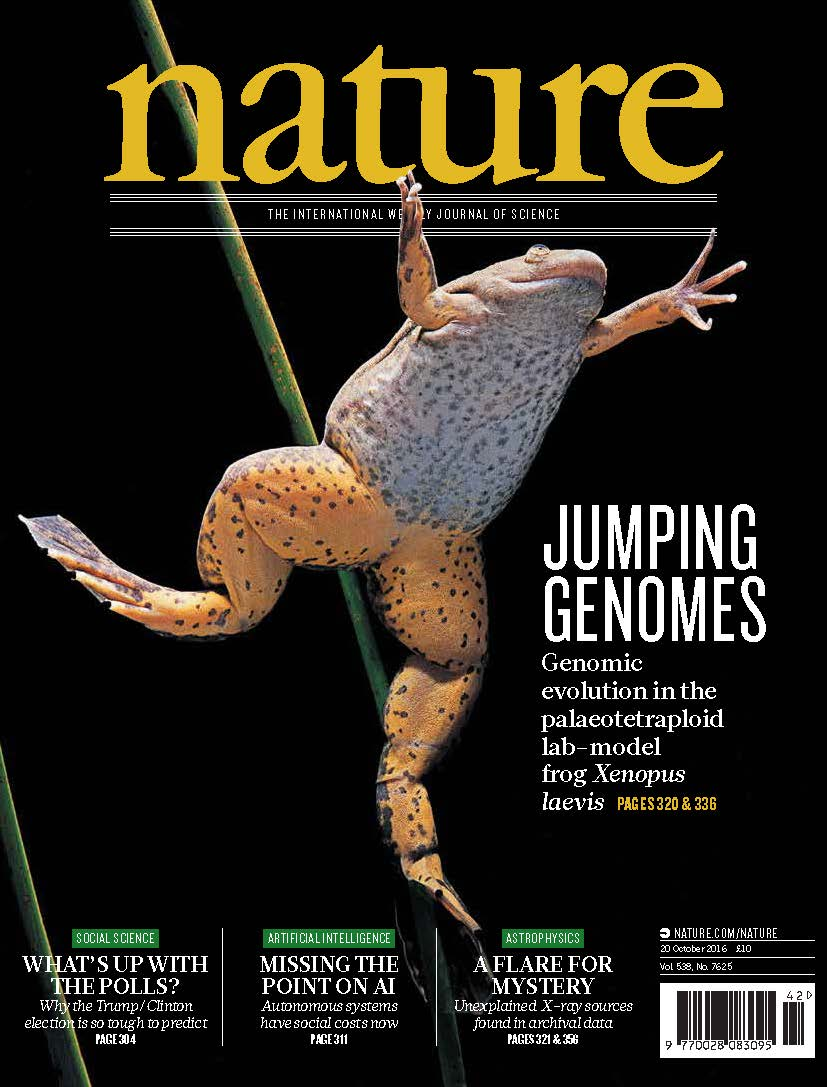 nature
THE INTERNATIONAL WEEKLY JOURNAL OF SCIENCE
JUMPING
GENOMES
Genomic
evolution in the
palaeotetraploid
lab-model
frog Xenopus
laevis PAGES 320 & 336
SOCIAL SCIENCE
WHAT'S UP WITH
THE POLLS?
Why the Trump/Clinton
election is so tough to predict
PAGE 304
ARTIFICIAL INTELLIGENCE
MISSING THE
POINT ON AI
Autonomous systems
have social costs now
PAGE 311
ASTROPHYSICS
A FLARE FOR
MYSTERY
Unexplained X-ray sources
found in archival data
PAGES 321 & 356
NATURE.COM/NATURE
20 October 2016 £10
Vol. 538, No. 7625
42
9 770028 083095